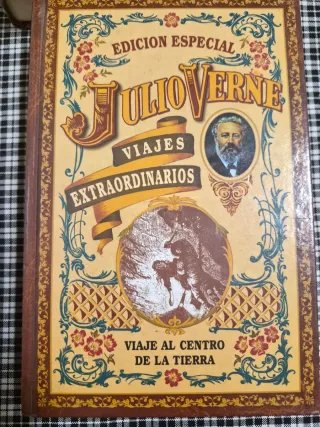 EDICION ESPECIAL
JULIO VERNE
VIAJES
EXTRAORDINARIOS
VIAJE AL CENTRO
DE LA TIERRA